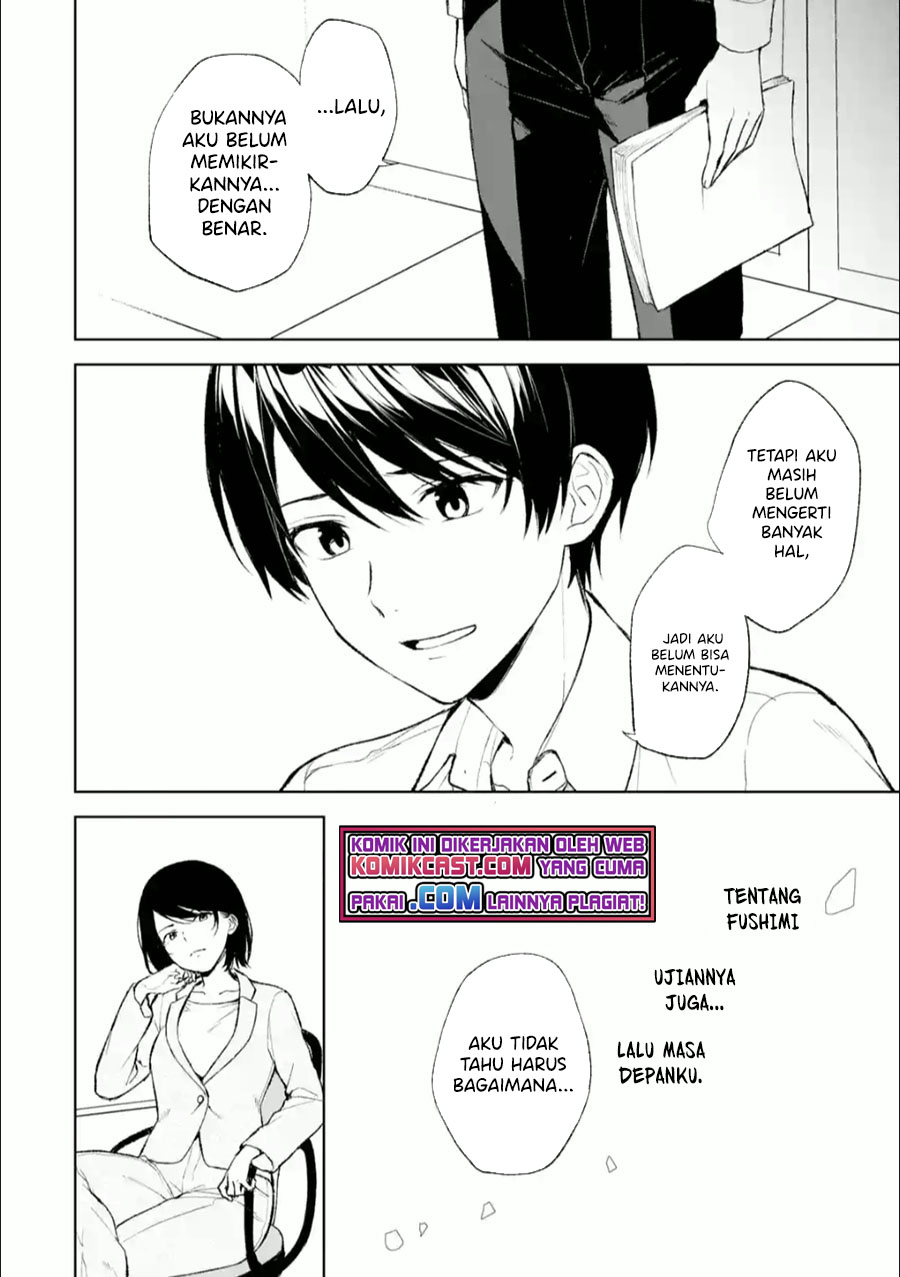 ...LALU,
BUKANNYA
AKU BELUM
MEMIKIR-
KANNYA...
DENGAN
BENAR.
TETAPI AKU
MASIH
BELUM
MENGERTI
BANYAK
HAL,
JADI AKU
BELUM BISA
MENENTU-
KANNYA.
KOMIK INI DIKERJAKAN OLEH WEB
KOMIKCAST.COM YANG CUMA
PAKAI .COM LAINNYA PLAGIAT!
TENTANG
FUSHIMI
UJIANNYA
JUGA...
LALU MASA
DEPANKU.
AKU TIDAK
TAHU HARUS
BAGAIMANA...